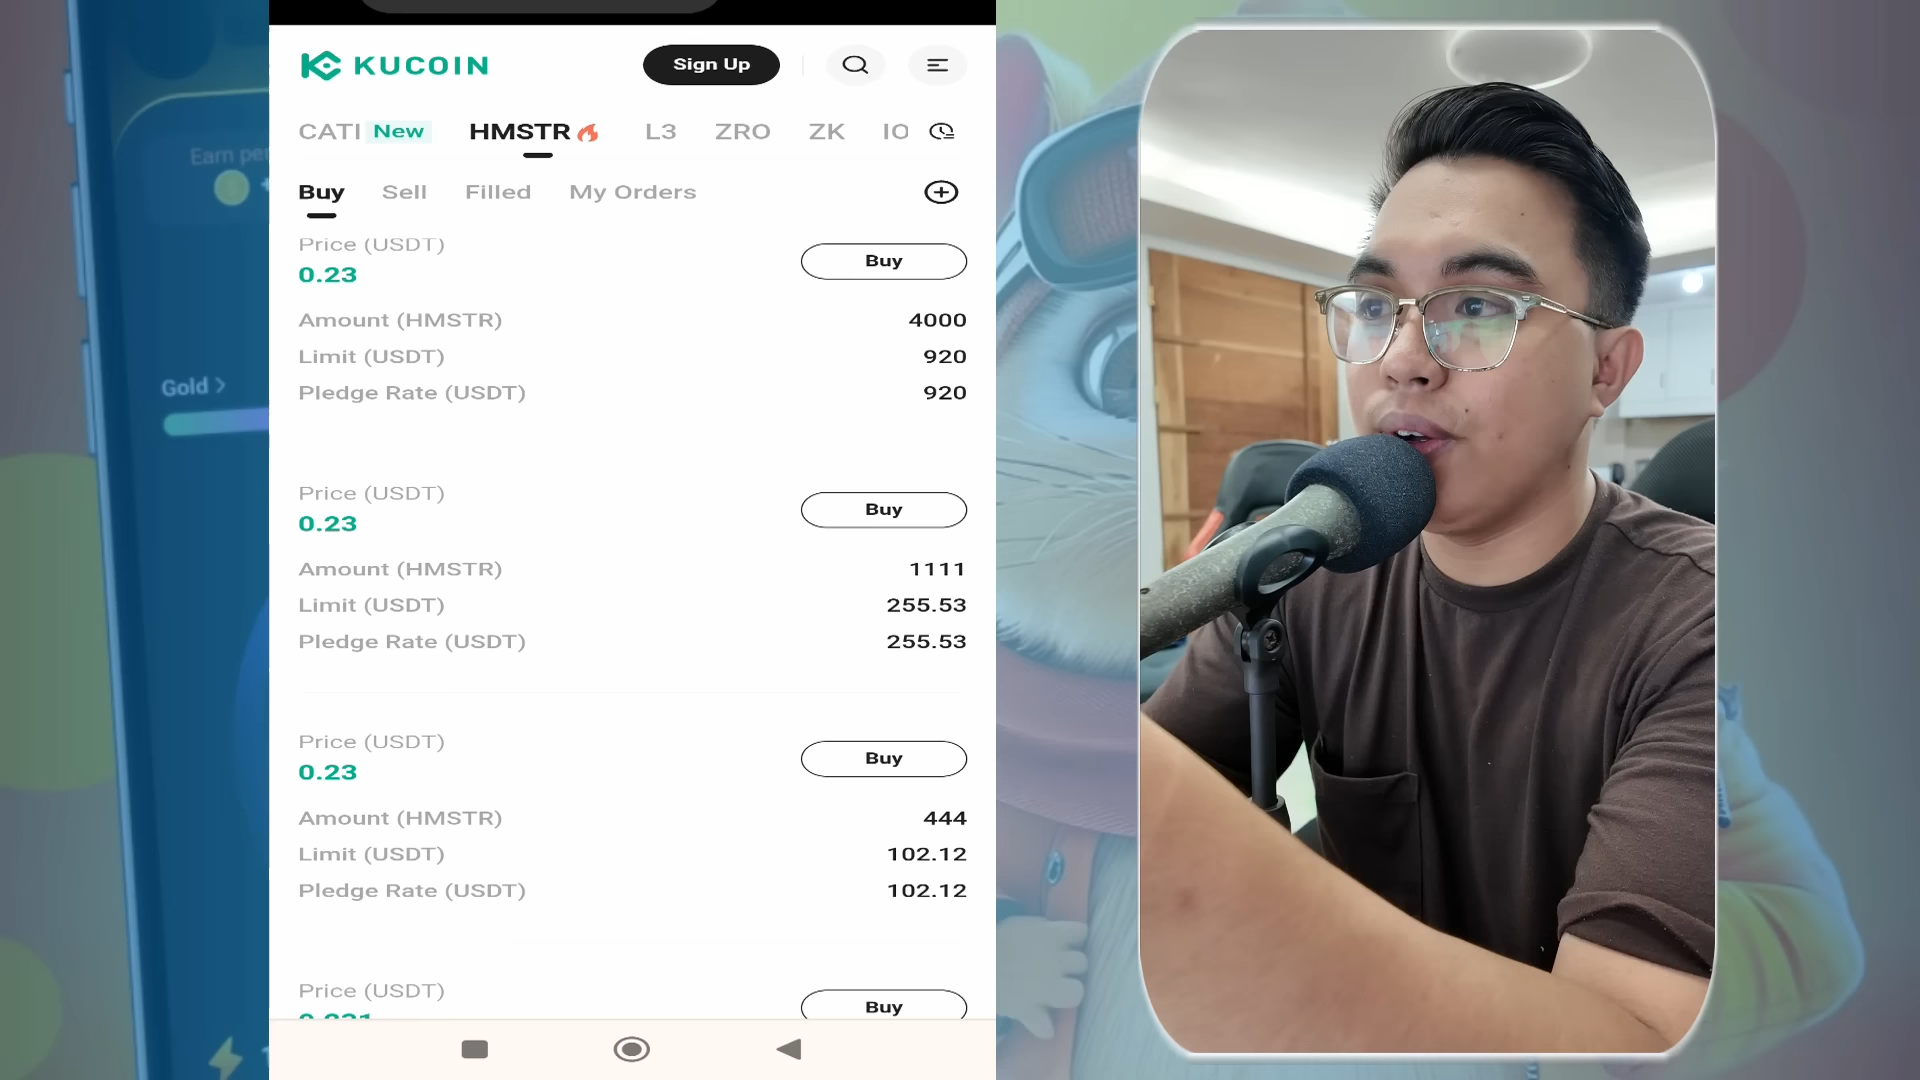 KUCOIN
Sign Up
CATI New HMSTR L3 ZRO ZK IO
Buy Sell Filled My Orders
Price (USDT)
0.23
Buy
Amount (HMSTR) 4000
Limit (USDT) 920
Pledge Rate (USDT) 920
Price (USDT)
0.23
Buy
Amount (HMSTR) 1111
Limit (USDT) 255.53
Pledge Rate (USDT) 255.53
Price (USDT)
0.23
Buy
Amount (HMSTR) 444
Limit (USDT) 102.12
Pledge Rate (USDT) 102.12
Price (USDT)
Buy
Earn
Gold >